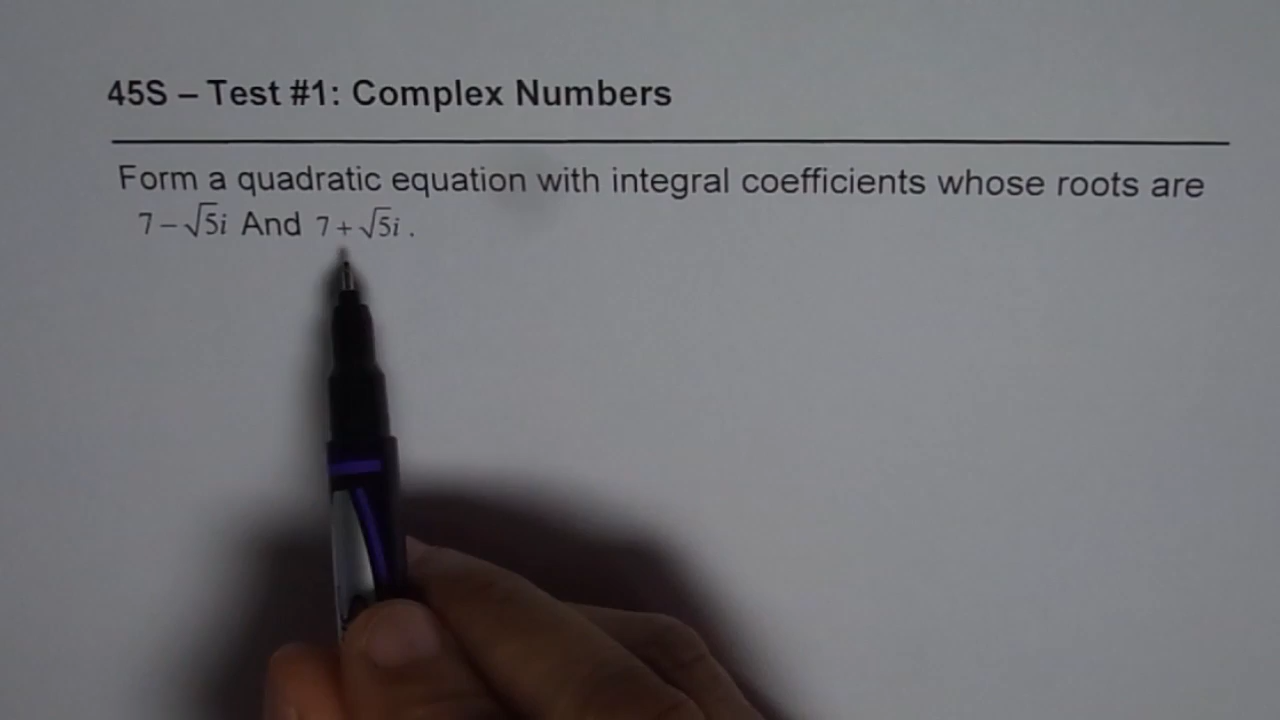 45S – Test #1: Complex Numbers
Form a quadratic equation with integral coefficients whose roots are
7 − √5i And 7 + √5i .